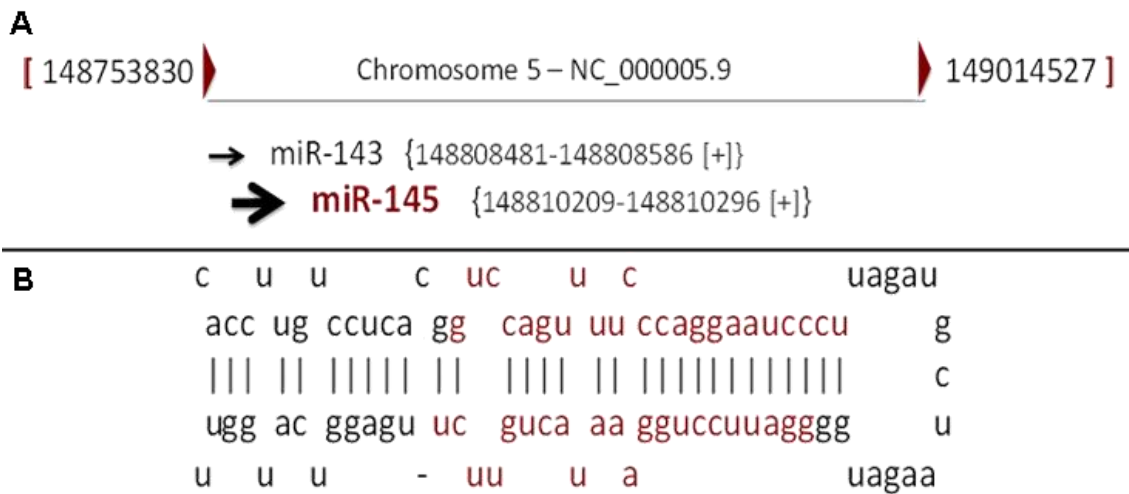 A
[ 148753830 Chromosome 5 – NC_000005.9 149014527 ]
miR-143 {148808481-148808586 [+]}
miR-145 {148810209-148810296 [+]}
B
c u u c uc u c uagau
acc ug ccuca gg cagu uu ccaggaaucccu g
||| || ||||| || |||| || |||||||||||| c
ugg ac ggagu uc guca aa gguccuuagggg u
u u u - uu u a uagaa